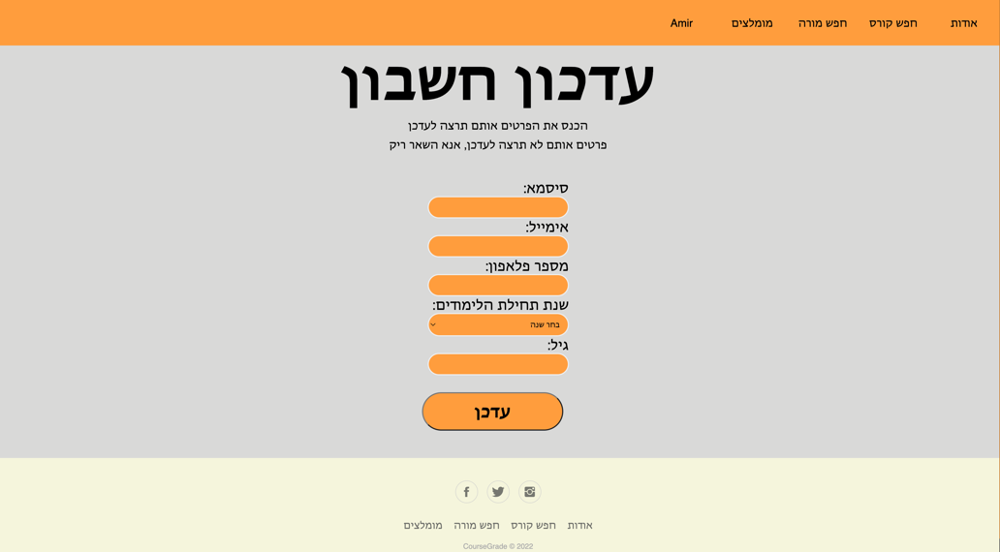 אודות חפש קורס חפש מורה מומלצים Amir
עדכון חשבון
הכנס את הפרטים אותם תרצה לעדכן
פרטים אותם לא תרצה לעדכן, אנא השאר ריק
סיסמא:
אימייל:
מספר פלאפון:
שנת תחילת הלימודים:
בחר שנה
גיל:
עדכן
אודות חפש קורס חפש מורה מומלצים
CourseGrade © 2022